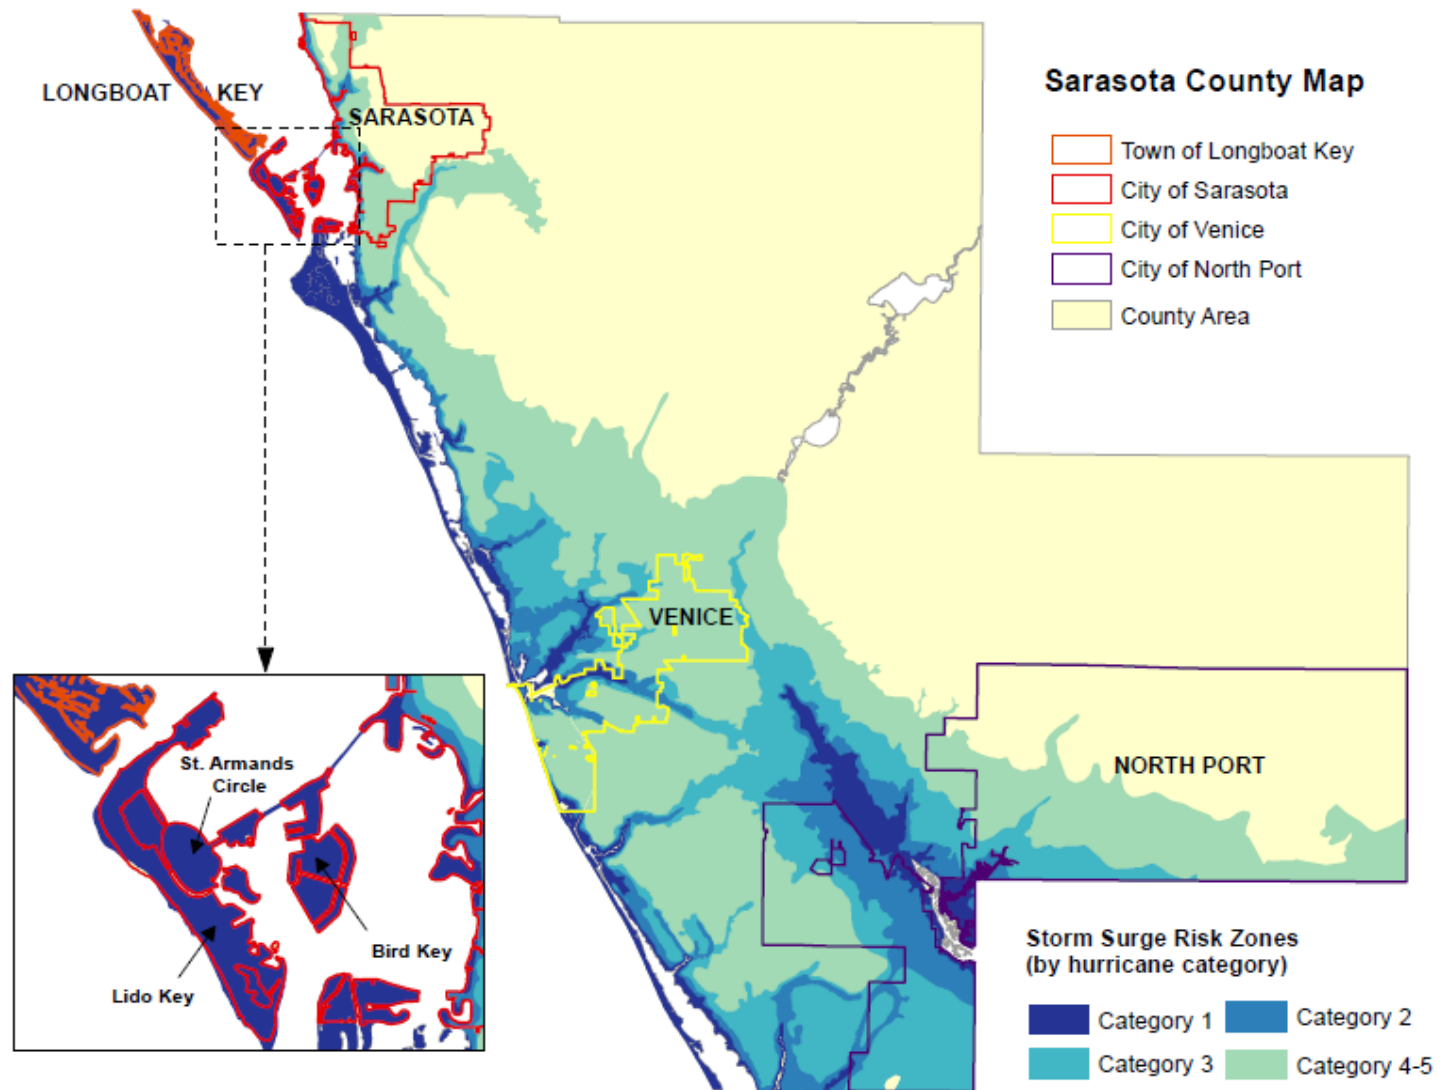 LONGBOAT KEY
SARASOTA
VENICE
NORTH PORT
Sarasota County Map
Town of Longboat Key
City of Sarasota
City of Venice
City of North Port
County Area
St. Armands
Circle
Bird Key
Lido Key
Storm Surge Risk Zones
(by hurricane category)
Category 1
Category 2
Category 3
Category 4-5